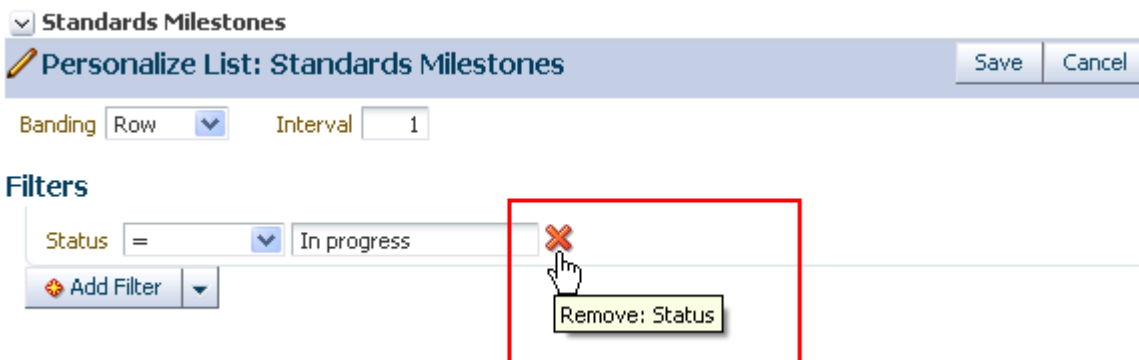 Standards Milestones
Personalize List: Standards Milestones Save Cancel
Banding Row Interval 1
Filters
Status = In progress
Add Filter
Remove: Status